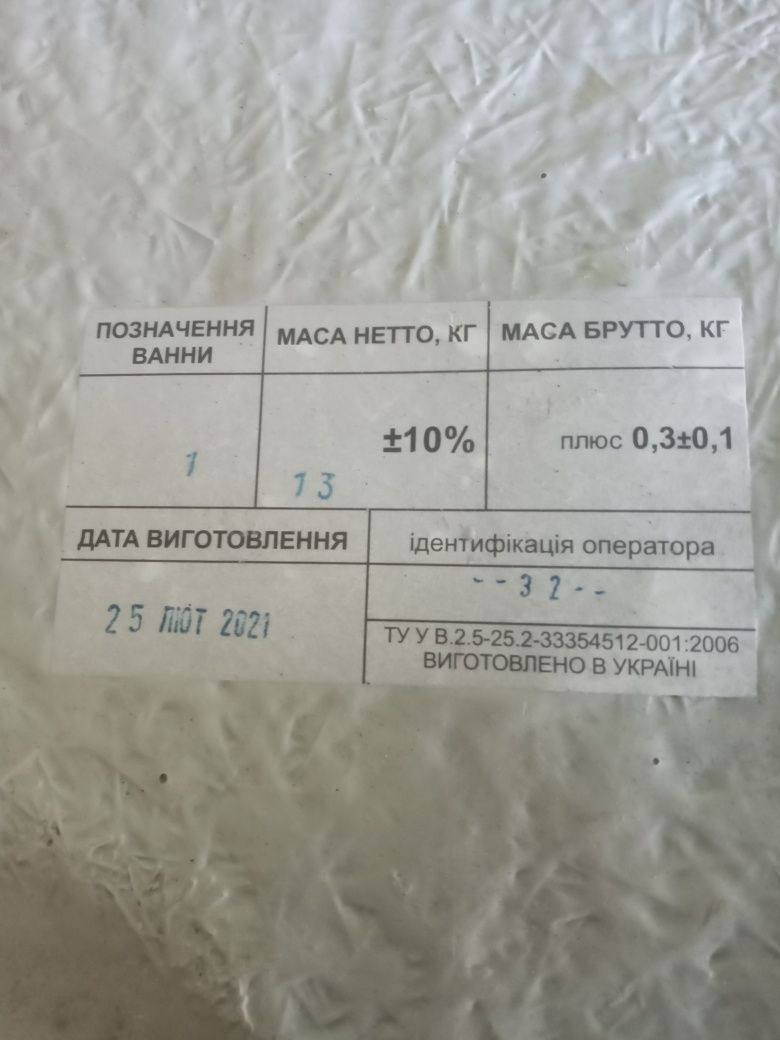 ПОЗНАЧЕННЯ
ВАННИ
МАСА НЕТТО, КГ
МАСА БРУТТО, КГ
1
±10%
13
плюс 0,3±0,1
ДАТА ВИГОТОВЛЕННЯ
ідентифікація оператора
25 ЛЮТ 2021
--32--
ТУ У В.2.5-25.2-33354512-001:2006
ВИГОТОВЛЕНО В УКРАЇНІ